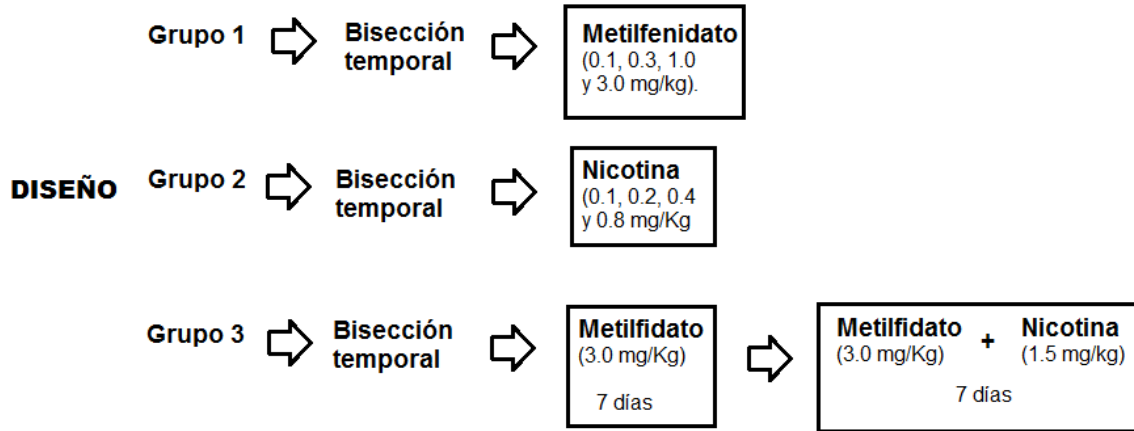 Grupo 1
Bisección
temporal
Metilfenidato
(0.1, 0.3, 1.0
y 3.0 mg/kg).
DISEÑO
Grupo 2
Bisección
temporal
Nicotina
(0.1, 0.2, 0.4
y 0.8 mg/Kg
Grupo 3
Bisección
temporal
Metilfidato
(3.0 mg/Kg)
7 días
Metilfidato + Nicotina
(3.0 mg/Kg) (1.5 mg/kg)
7 días